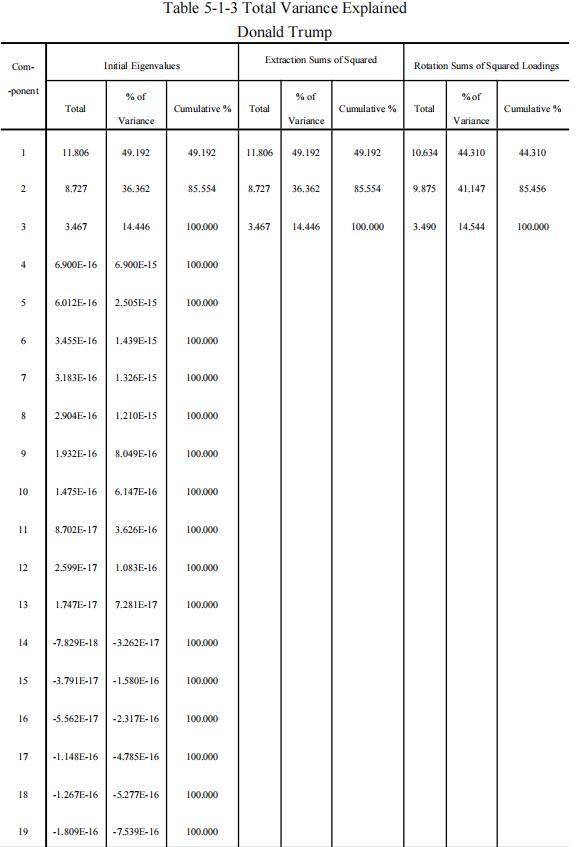 Table 5-1-3 Total Variance Explained
Donald Trump
Com-
-ponent Initial Eigenvalues Extraction Sums of Squared Rotation Sums of Squared Loadings
Total % of Variance Cumulative % Total % of Variance Cumulative % Total % of Variance Cumulative %
1 11.806 49.192 49.192 11.806 49.192 49.192 10.634 44.310 44.310
2 8.727 36.362 85.554 8.727 36.362 85.554 9.875 41.147 85.456
3 3.467 14.446 100.000 3.467 14.446 100.000 3.490 14.544 100.000
4 6.900E-16 6.900E-15 100.000
5 6.012E-16 2.505E-15 100.000
6 3.455E-16 1.439E-15 100.000
7 3.183E-16 1.326E-15 100.000
8 2.904E-16 1.210E-15 100.000
9 1.932E-16 8.049E-16 100.000
10 1.475E-16 6.147E-16 100.000
11 8.702E-17 3.626E-16 100.000
12 2.599E-17 1.083E-16 100.000
13 1.747E-17 7.281E-17 100.000
14 -7.829E-18 -3.262E-17 100.000
15 -3.791E-17 -1.580E-16 100.000
16 -5.562E-17 -2.317E-16 100.000
17 -1.148E-16 -4.785E-16 100.000
18 -1.267E-16 -5.277E-16 100.000
19 -1.809E-16 -7.539E-16 100.000